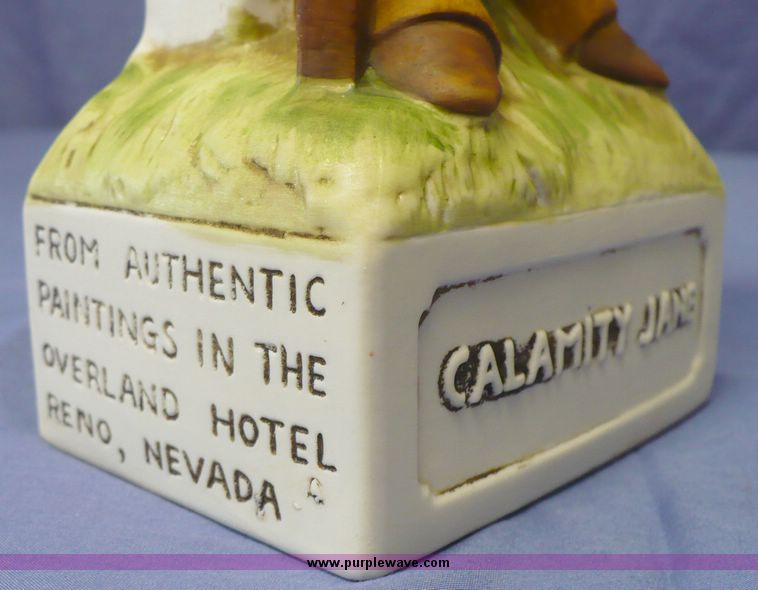 FROM AUTHENTIC
PAINTINGS IN THE
OVERLAND HOTEL
RENO, NEVADA
CALAMITY JANE
www.purplewave.com